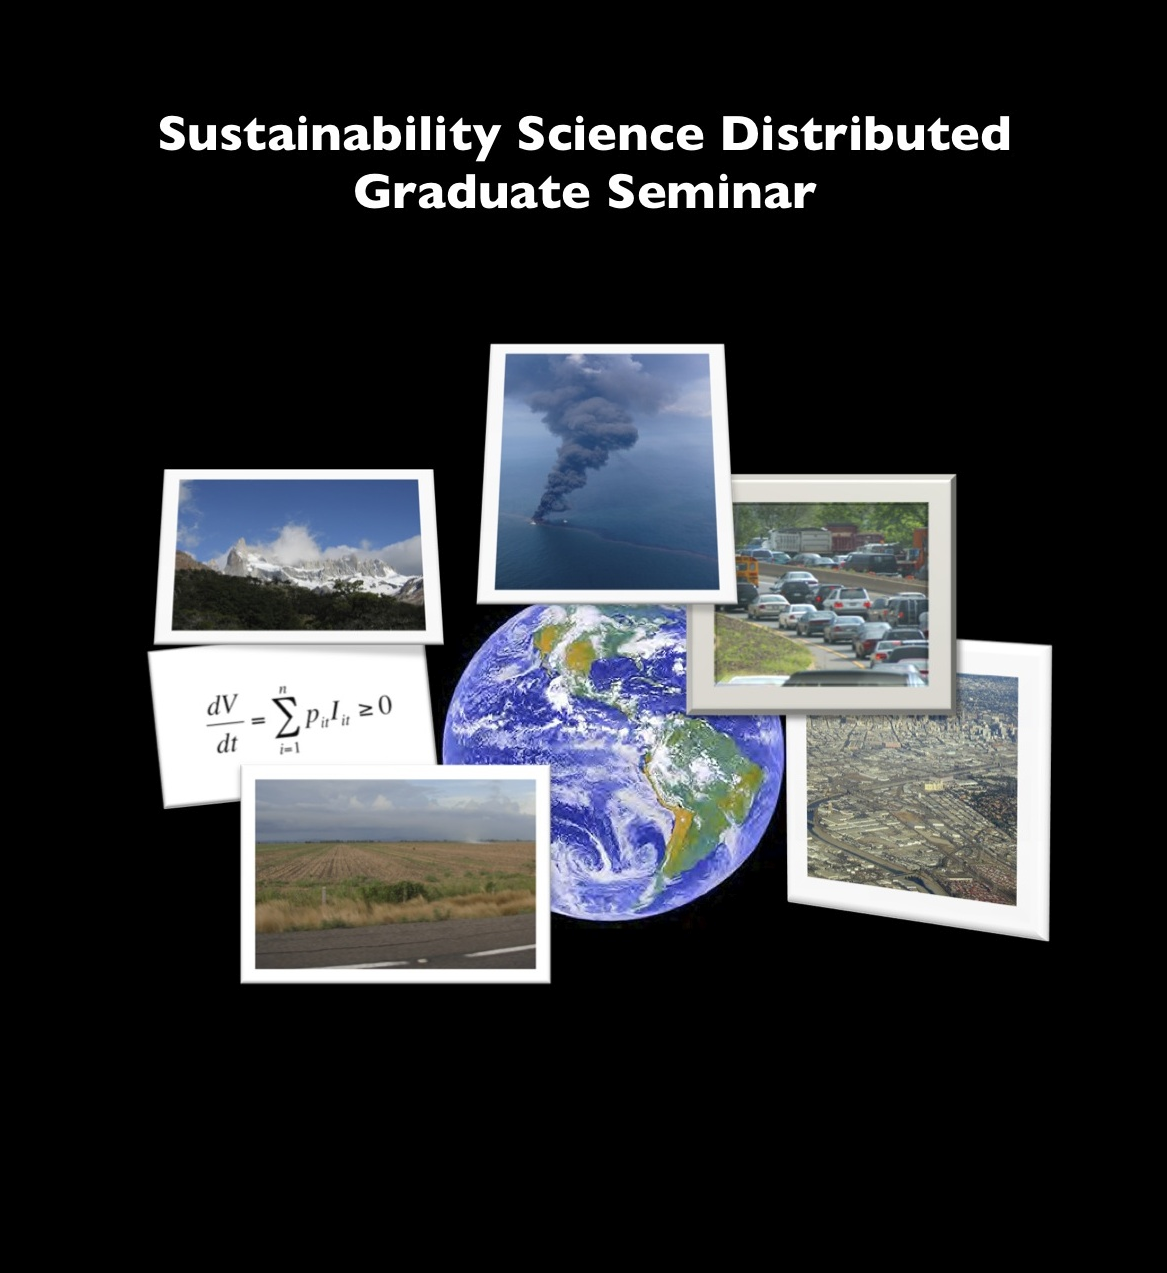 Sustainability Science Distributed
Graduate Seminar
dV/dt = ∑_{i=1}^{n} p_{it} I_{it} ≥ 0